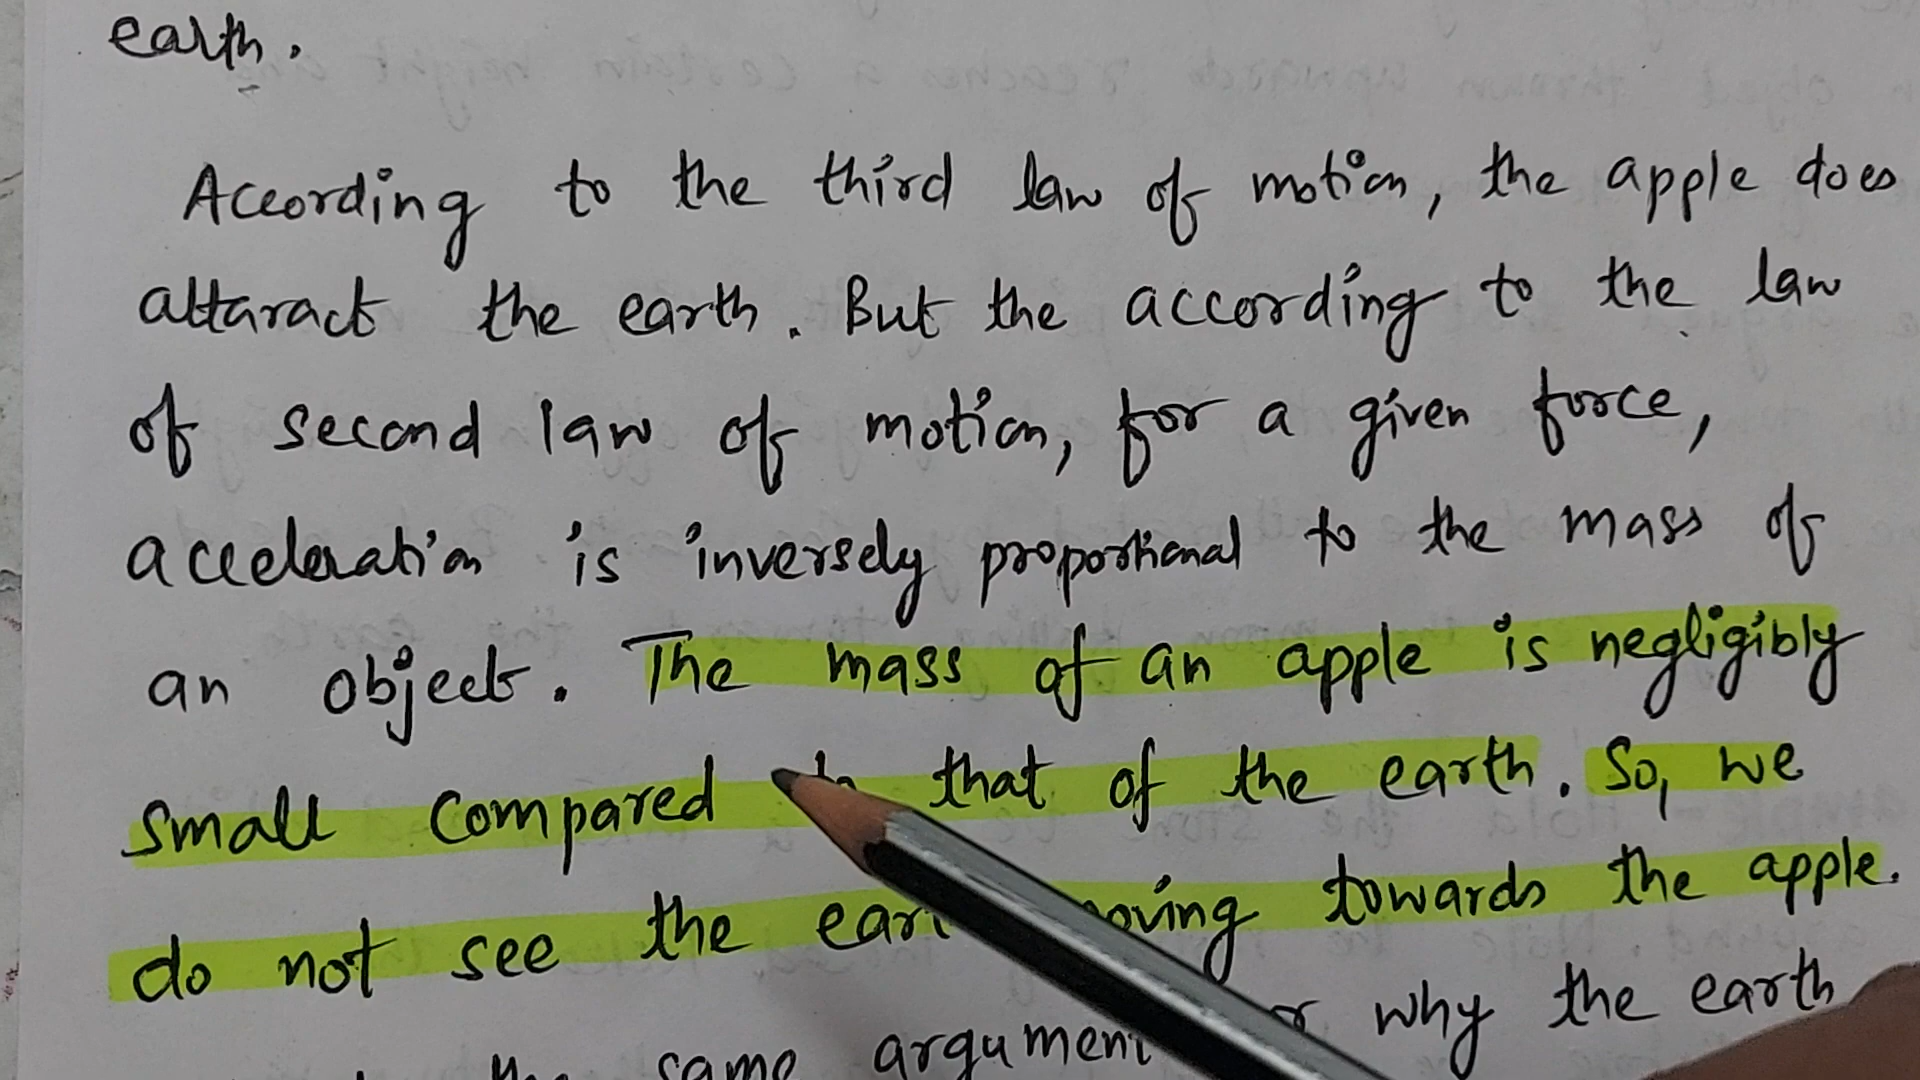 earth.
According to the third law of motion, the apple does
attaract the earth. But the according to the law
of second law of motion, for a given force,
acceleration is inversely proportional to the mass of
an object. The mass of an apple is negligibly
small compared that of the earth. So, we
do not see the moving towards the apple.
same argument why the earth